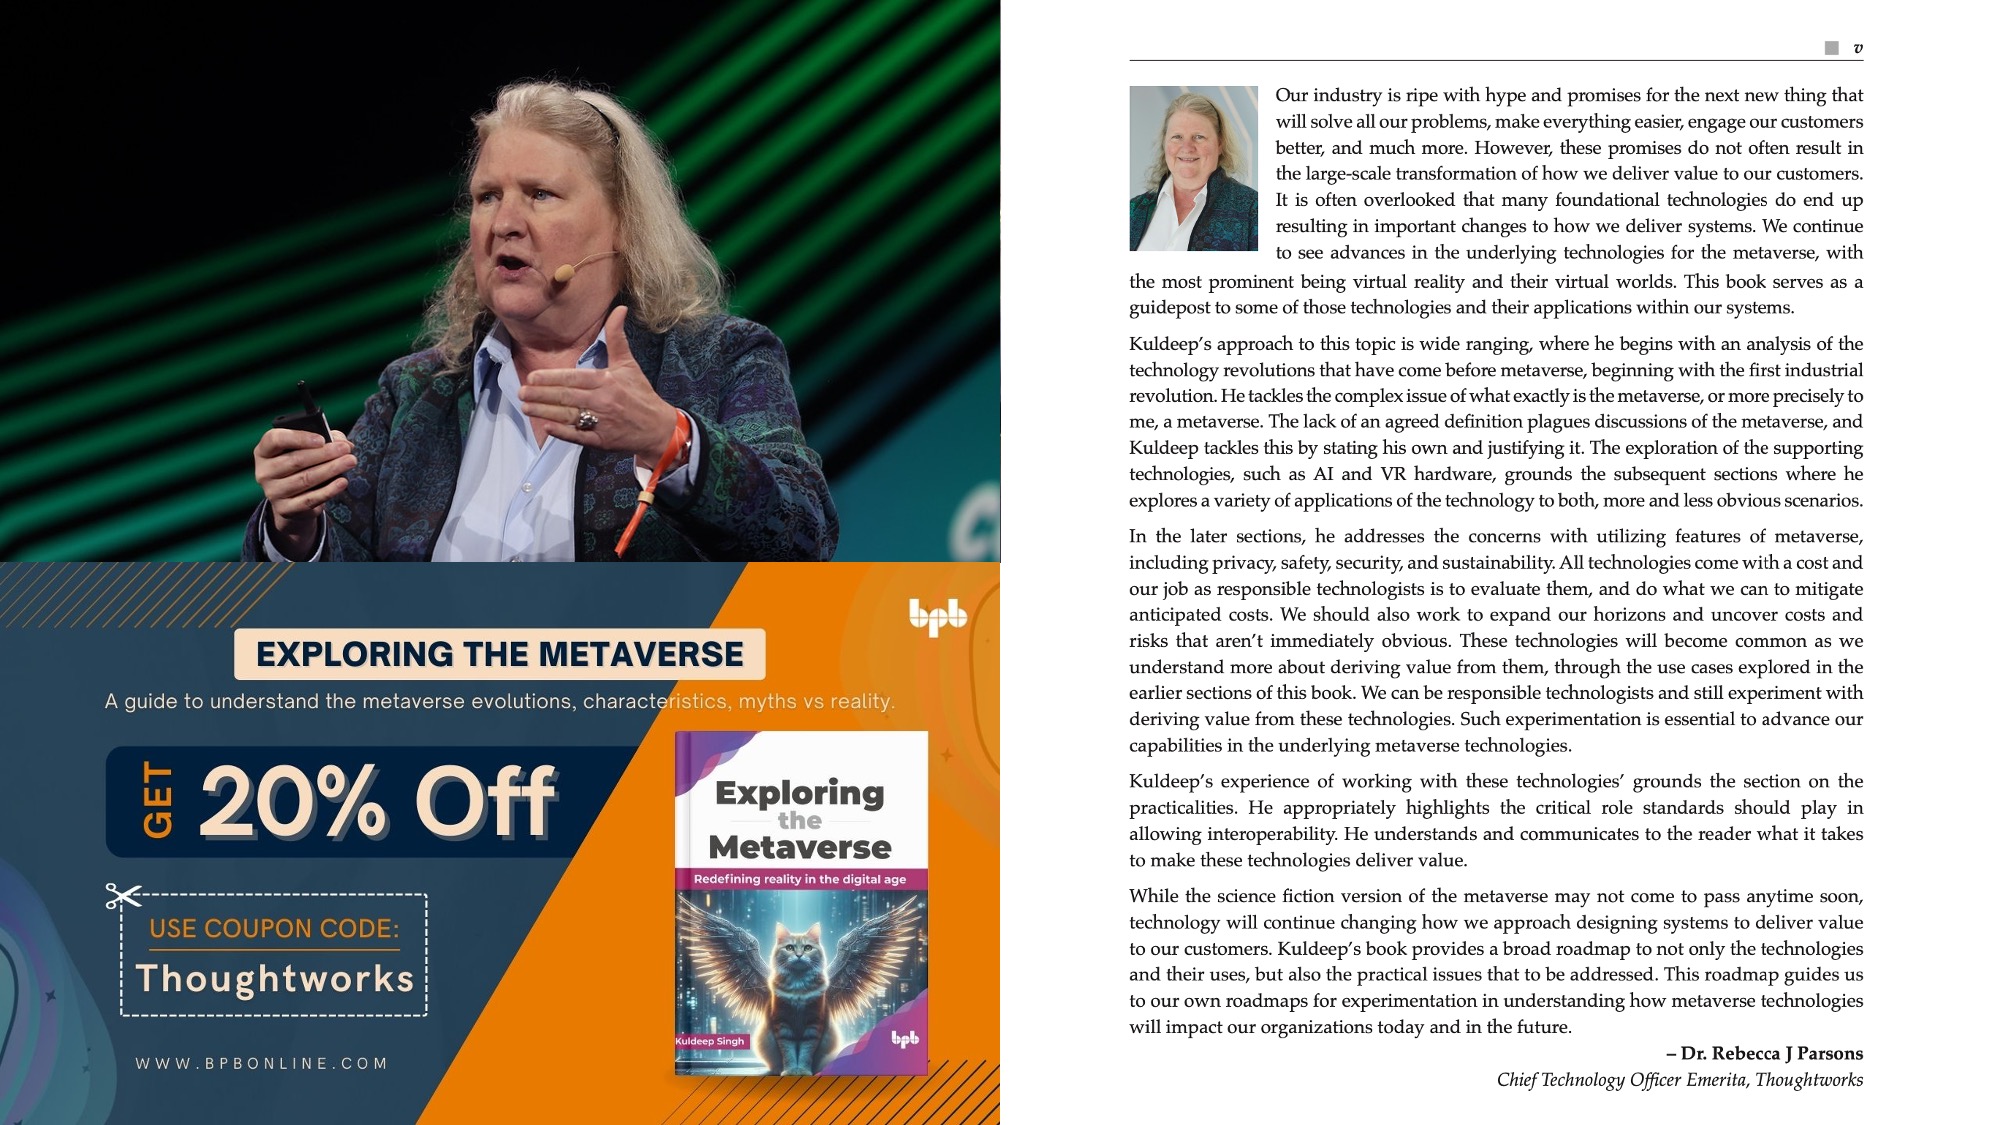 C
EXPLORING THE METAVERSE
bpb
A guide to understand the metaverse evolutions, characteristics, myths vs reality.
GET
20% Off
USE COUPON CODE:
Thoughtworks
WWW.BPBONLINE.COM
Exploring
the
Metaverse
Redefining reality in the digital age
Kuldeep Singh
bpb
v
Our industry is ripe with hype and promises for the next new thing that
will solve all our problems, make everything easier, engage our customers
better, and much more. However, these promises do not often result in
the large-scale transformation of how we deliver value to our customers.
It is often overlooked that many foundational technologies do end up
resulting in important changes to how we deliver systems. We continue
to see advances in the underlying technologies for the metaverse, with
the most prominent being virtual reality and their virtual worlds. This book serves as a
guidepost to some of those technologies and their applications within our systems.
Kuldeep's approach to this topic is wide ranging, where he begins with an analysis of the
technology revolutions that have come before metaverse, beginning with the first industrial
revolution. He tackles the complex issue of what exactly is the metaverse, or more precisely to
me, a metaverse. The lack of an agreed definition plagues discussions of the metaverse, and
Kuldeep tackles this by stating his own and justifying it. The exploration of the supporting
technologies, such as AI and VR hardware, grounds the subsequent sections where he
explores a variety of applications of the technology to both, more and less obvious scenarios.
In the later sections, he addresses the concerns with utilizing features of metaverse,
including privacy, safety, security, and sustainability. All technologies come with a cost and
our job as responsible technologists is to evaluate them, and do what we can to mitigate
anticipated costs. We should also work to expand our horizons and uncover costs and
risks that aren't immediately obvious. These technologies will become common as we
understand more about deriving value from them, through the use cases explored in the
earlier sections of this book. We can be responsible technologists and still experiment with
deriving value from these technologies. Such experimentation is essential to advance our
capabilities in the underlying metaverse technologies.
Kuldeep's experience of working with these technologies' grounds the section on the
practicalities. He appropriately highlights the critical role standards should play in
allowing interoperability. He understands and communicates to the reader what it takes
to make these technologies deliver value.
While the science fiction version of the metaverse may not come to pass anytime soon,
technology will continue changing how we approach designing systems to deliver value
to our customers. Kuldeep's book provides a broad roadmap to not only the technologies
and their uses, but also the practical issues that to be addressed. This roadmap guides us
to our own roadmaps for experimentation in understanding how metaverse technologies
will impact our organizations today and in the future.
– Dr. Rebecca J Parsons
Chief Technology Officer Emerita, Thoughtworks